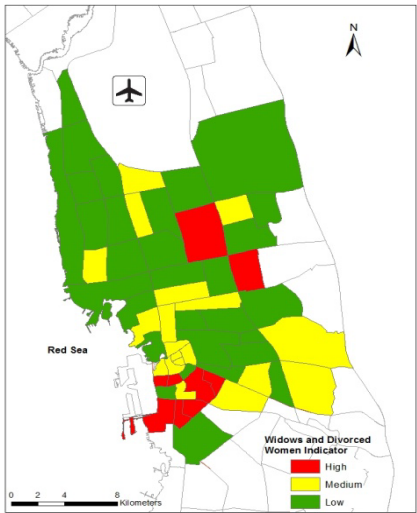 N
Red Sea
Widows and Divorced
Women Indicator
High
Medium
Low
0 2 4 8
Kilometers